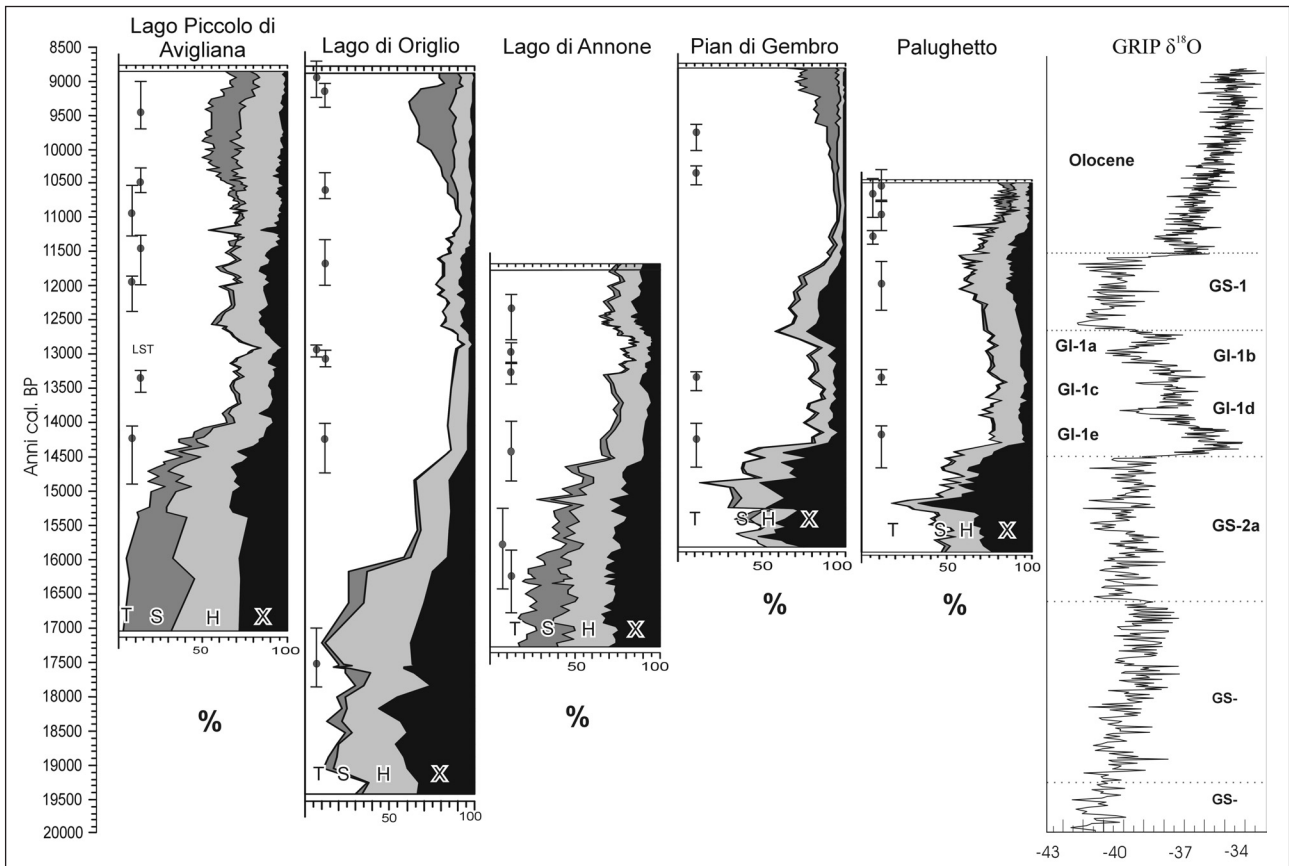 Lago Piccolo di
Avigliana
Lago di Origlio
Lago di Annone
Pian di Gembro
Palughetto
GRIP δ¹⁸O
Anni cal. BP
8500
9000
9500
10000
10500
11000
11500
12000
12500
13000
13500
14000
14500
15000
15500
16000
16500
17000
17500
18000
18500
19000
19500
20000
LST
T S H X
50 100
%
T S H X
50 100
T S H X
50 100
%
T S H X
50 100
%
T S H X
50 100
%
Olocene
GS-1
GI-1a
GI-1b
GI-1c
GI-1d
GI-1e
GS-2a
GS-
GS-
-43 -40 -37 -34